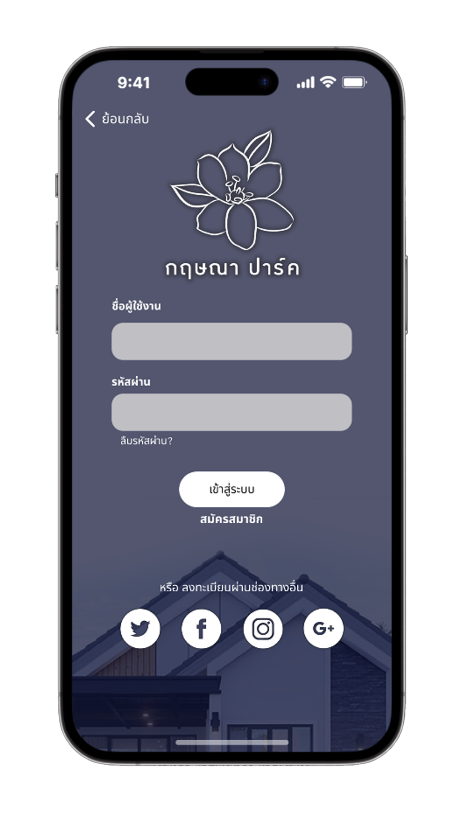 9:41
ย้อนกลับ
กฤษณา ปาร์ค
ชื่อผู้ใช้งาน
รหัสผ่าน
ลืมรหัสผ่าน?
เข้าสู่ระบบ
สมัครสมาชิก
หรือ ลงทะเบียนผ่านช่องทางอื่น
G+